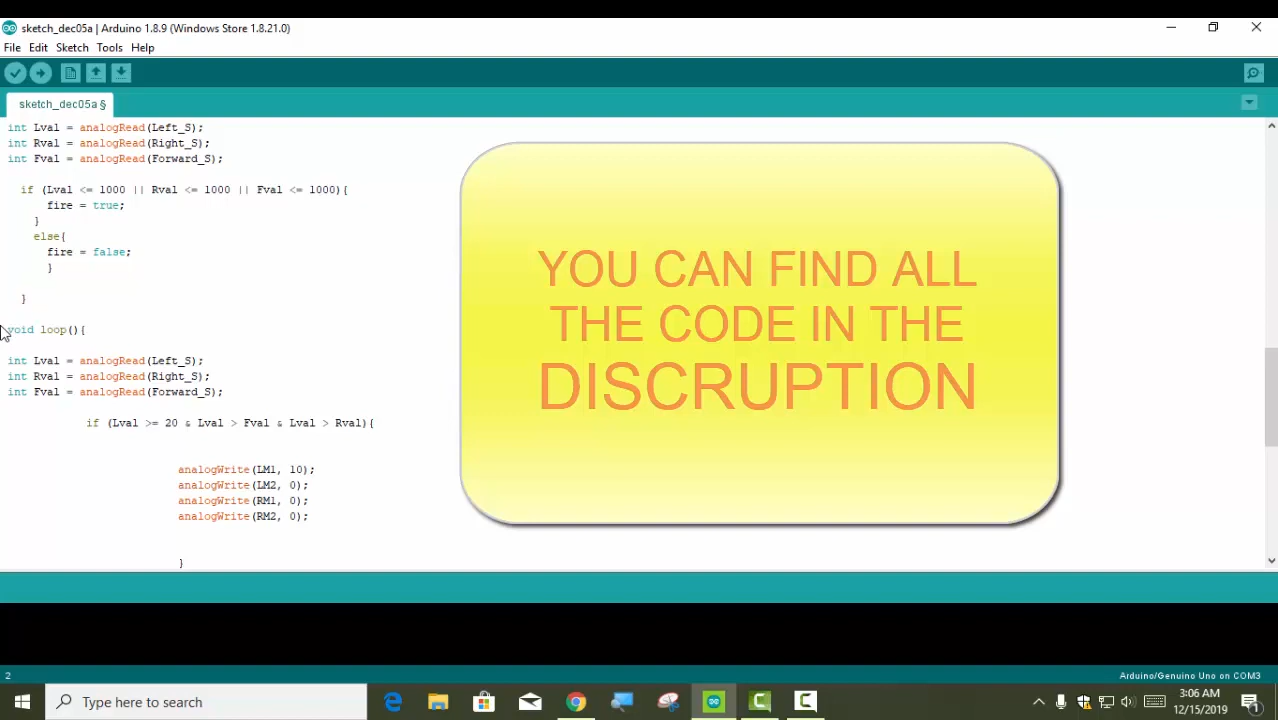 sketch_dec05a | Arduino 1.8.9 (Windows Store 1.8.21.0)
File Edit Sketch Tools Help
sketch_dec05a §
int Lval = analogRead(Left_S);
int Rval = analogRead(Right_S);
int Fval = analogRead(Forward_S);
if (Lval <= 1000 || Rval <= 1000 || Fval <= 1000){
fire = true;
}
else{
fire = false;
}
}
void loop(){
int Lval = analogRead(Left_S);
int Rval = analogRead(Right_S);
int Fval = analogRead(Forward_S);
if (Lval >= 20 & Lval > Fval & Lval > Rval){
analogWrite(LM1, 10);
analogWrite(LM2, 0);
analogWrite(RM1, 0);
analogWrite(RM2, 0);
}
YOU CAN FIND ALL
THE CODE IN THE
DISCRUPTION
2
Arduino/Genuino Uno on COM3
Type here to search
3:06 AM
12/15/2019
1